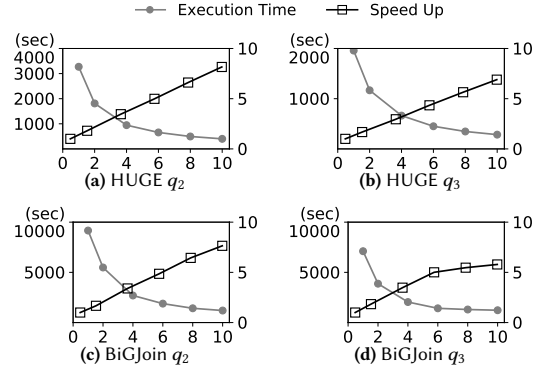 Execution Time Speed Up
(sec) (sec)
4000 10 2000 10
3000
2000 5 1000 5
1000
0 0
0 2 4 6 8 10 0 2 4 6 8 10
(a) HUGE q2 (b) HUGE q3
(sec) (sec)
10000 10 10000 10
5000 5 5000 5
0 0
0 2 4 6 8 10 0 2 4 6 8 10
(c) BiGJoin q2 (d) BiGJoin q3